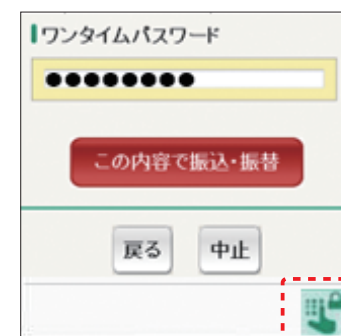 ワンタイムパスワード
●●●●●●●●
この内容で振込・振替
戻る
中止